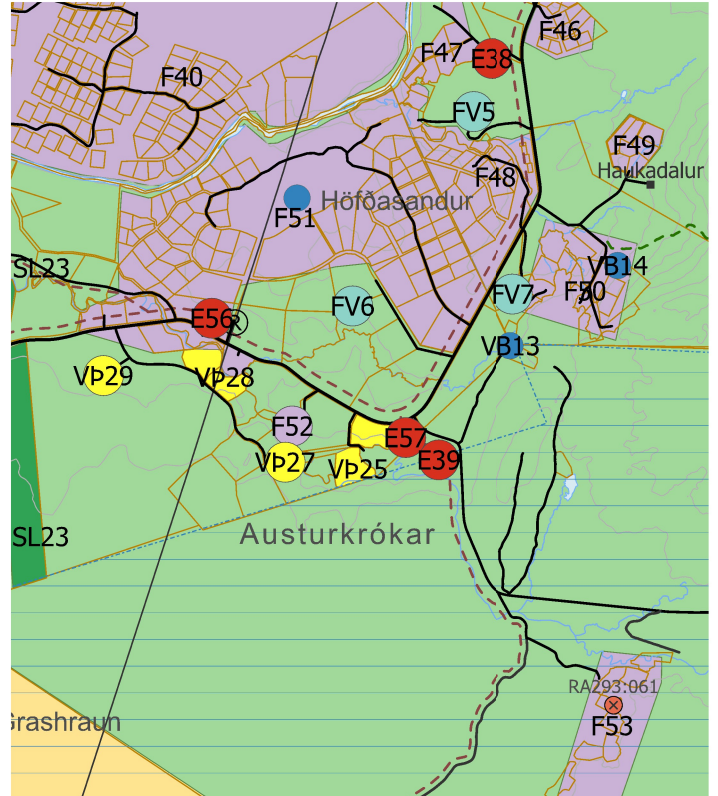 F46
F47
E38
F40
FV5
F49
Haukadalur
F48
Höfðasandur
F51
SL23
VB14
F50
FV7
FV6
E56
VB13
VÞ29
VÞ28
F52
E57
VÞ27
VÞ25
E39
Austurkrókar
SL23
RA293:061
Grashraun
F53